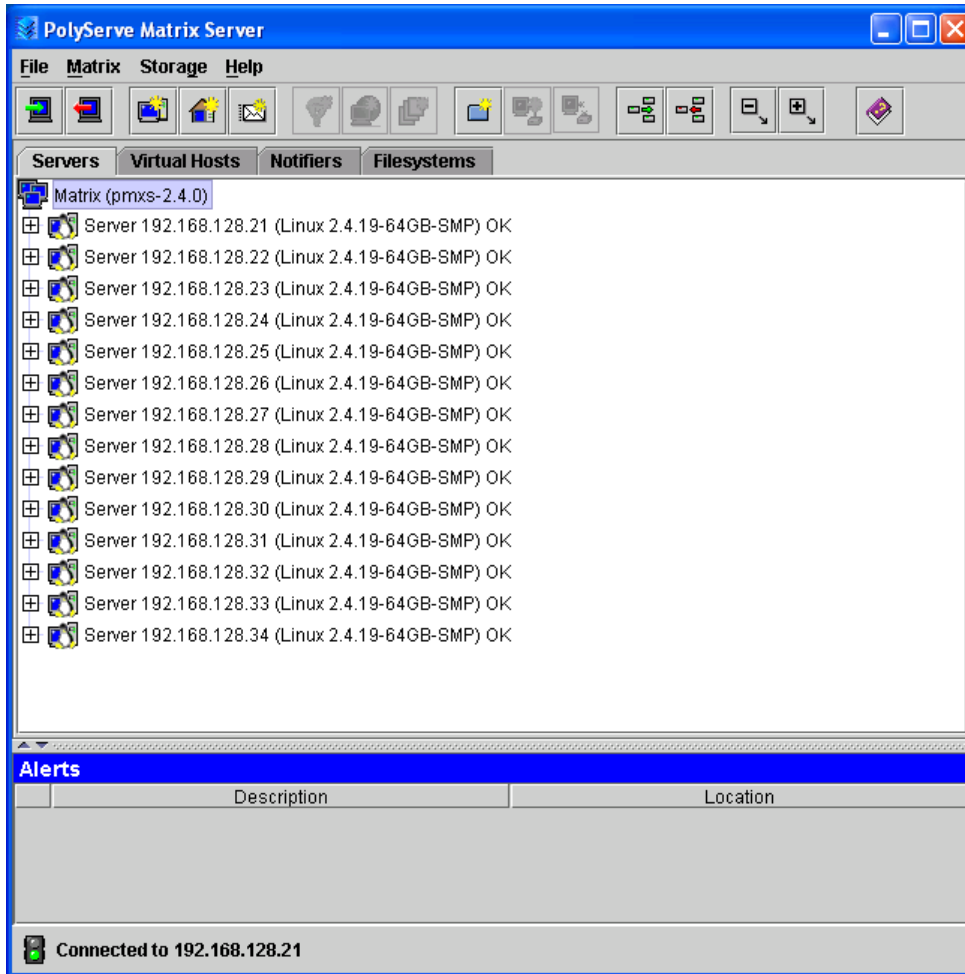 PolyServe Matrix Server
File Matrix Storage Help
Servers Virtual Hosts Notifiers Filesystems
Matrix (pmxs-2.4.0)
Server 192.168.128.21 (Linux 2.4.19-64GB-SMP) OK
Server 192.168.128.22 (Linux 2.4.19-64GB-SMP) OK
Server 192.168.128.23 (Linux 2.4.19-64GB-SMP) OK
Server 192.168.128.24 (Linux 2.4.19-64GB-SMP) OK
Server 192.168.128.25 (Linux 2.4.19-64GB-SMP) OK
Server 192.168.128.26 (Linux 2.4.19-64GB-SMP) OK
Server 192.168.128.27 (Linux 2.4.19-64GB-SMP) OK
Server 192.168.128.28 (Linux 2.4.19-64GB-SMP) OK
Server 192.168.128.29 (Linux 2.4.19-64GB-SMP) OK
Server 192.168.128.30 (Linux 2.4.19-64GB-SMP) OK
Server 192.168.128.31 (Linux 2.4.19-64GB-SMP) OK
Server 192.168.128.32 (Linux 2.4.19-64GB-SMP) OK
Server 192.168.128.33 (Linux 2.4.19-64GB-SMP) OK
Server 192.168.128.34 (Linux 2.4.19-64GB-SMP) OK
Alerts
Description Location
Connected to 192.168.128.21